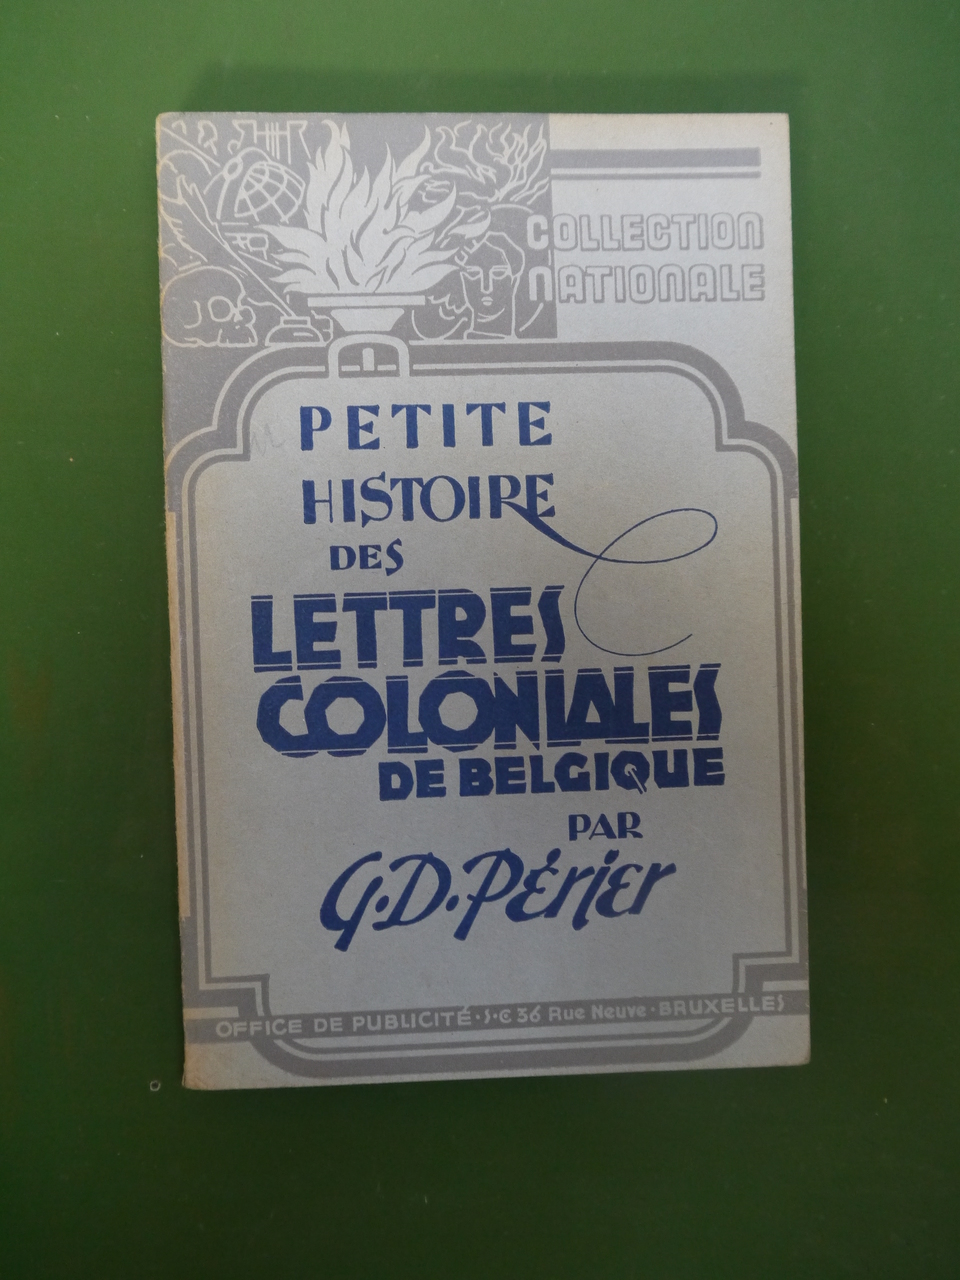 COLLECTION
NATIONALE
PETITE
HISTOIRE
DES
LETTRES
COLONIALES
DE BELGIQUE
PAR
G.D.Périer
OFFICE DE PUBLICITÉ · S·C 36 Rue Neuve · BRUXELLES